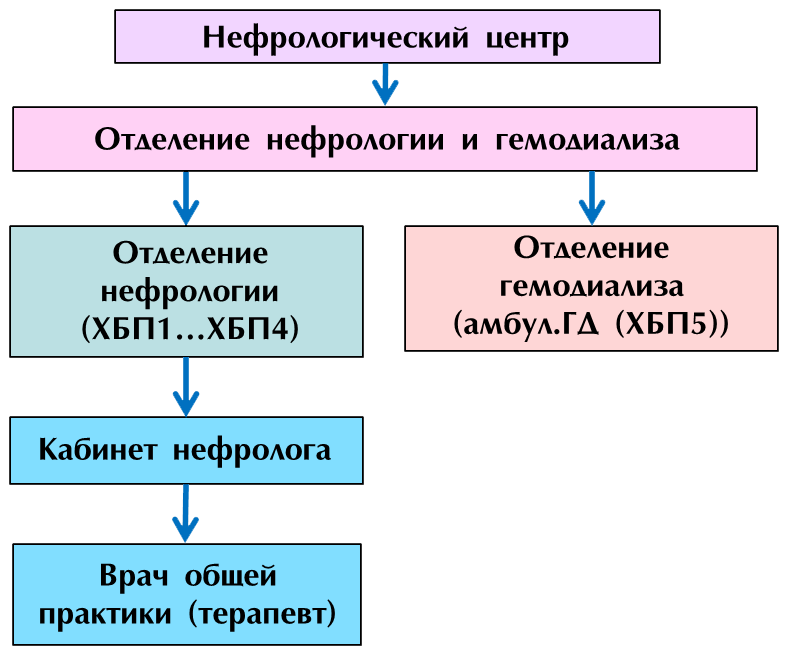 Нефрологический центр
Отделение нефрологии и гемодиализа
Отделение
нефрологии
(ХБП1...ХБП4)
Отделение
гемодиализа
(амбул.ГД (ХБП5))
Кабинет нефролога
Врач общей
практики (терапевт)